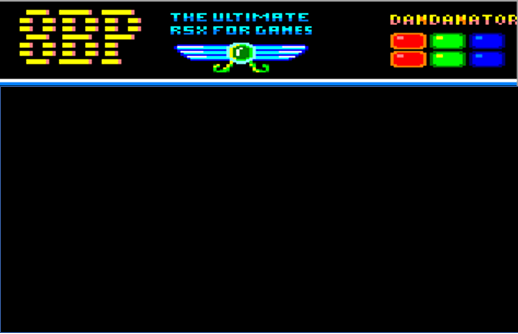 8BP
THE ULTIMATE
RSX FOR GAMES
DANDANATOR